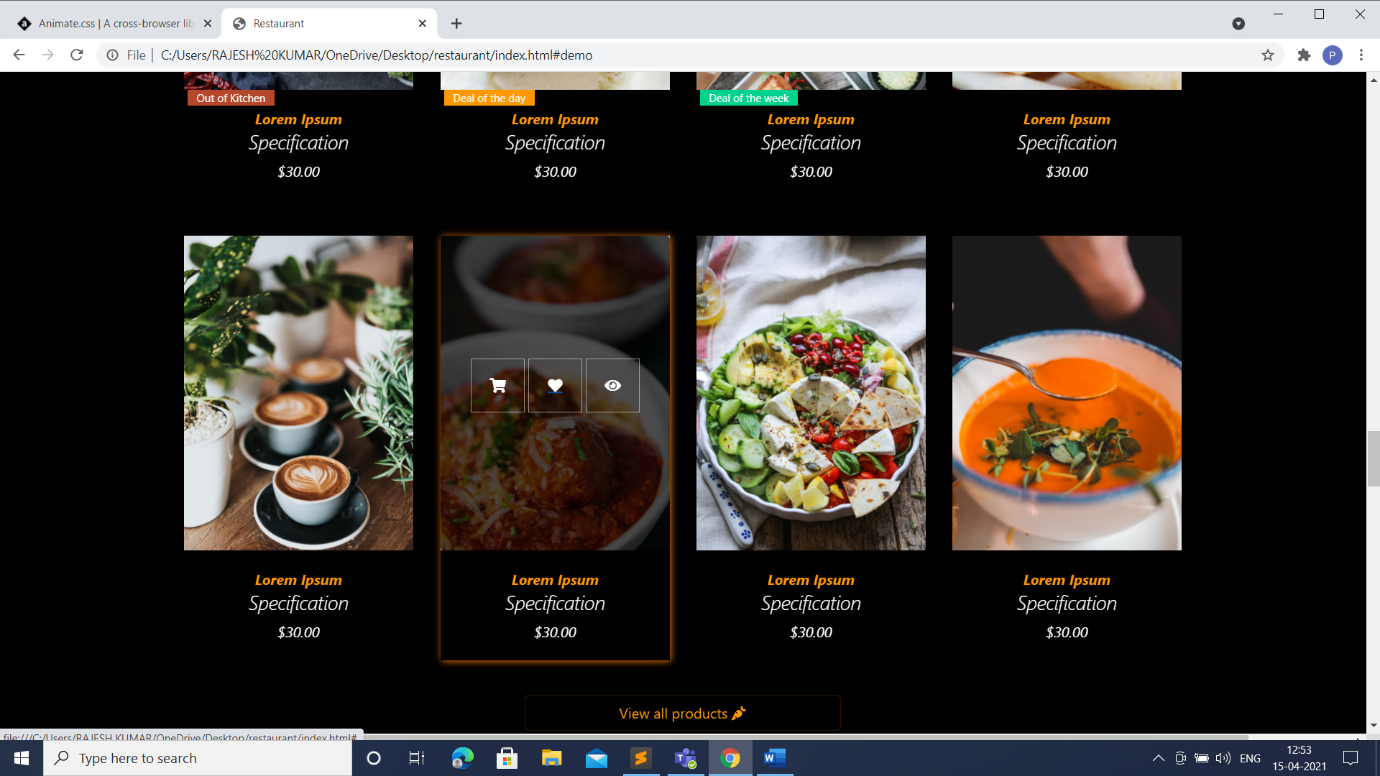 Animate.css | A cross-browser lib
Restaurant
File | C:/Users/RAJESH%20KUMAR/OneDrive/Desktop/restaurant/index.html#demo
P
Out of Kitchen
Deal of the day
Deal of the week
Lorem Ipsum Lorem Ipsum Lorem Ipsum Lorem Ipsum
Specification Specification Specification Specification
$30.00 $30.00 $30.00 $30.00
Lorem Ipsum Lorem Ipsum Lorem Ipsum Lorem Ipsum
Specification Specification Specification Specification
$30.00 $30.00 $30.00 $30.00
View all products
file:///C:/Users/RAJESH KUMAR/OneDrive/Desktop/restaurant/index.html#
Type here to search
ENG
12:53
15-04-2021